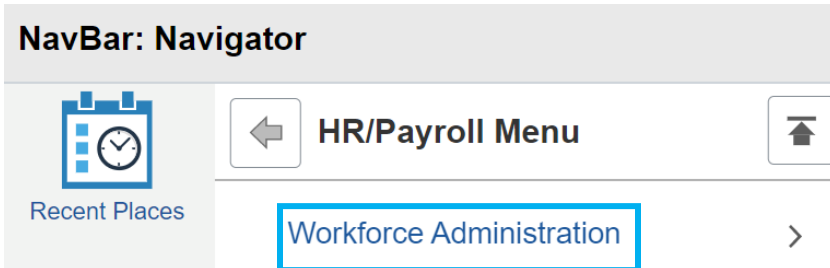 NavBar: Navigator
HR/Payroll Menu
Recent Places
Workforce Administration